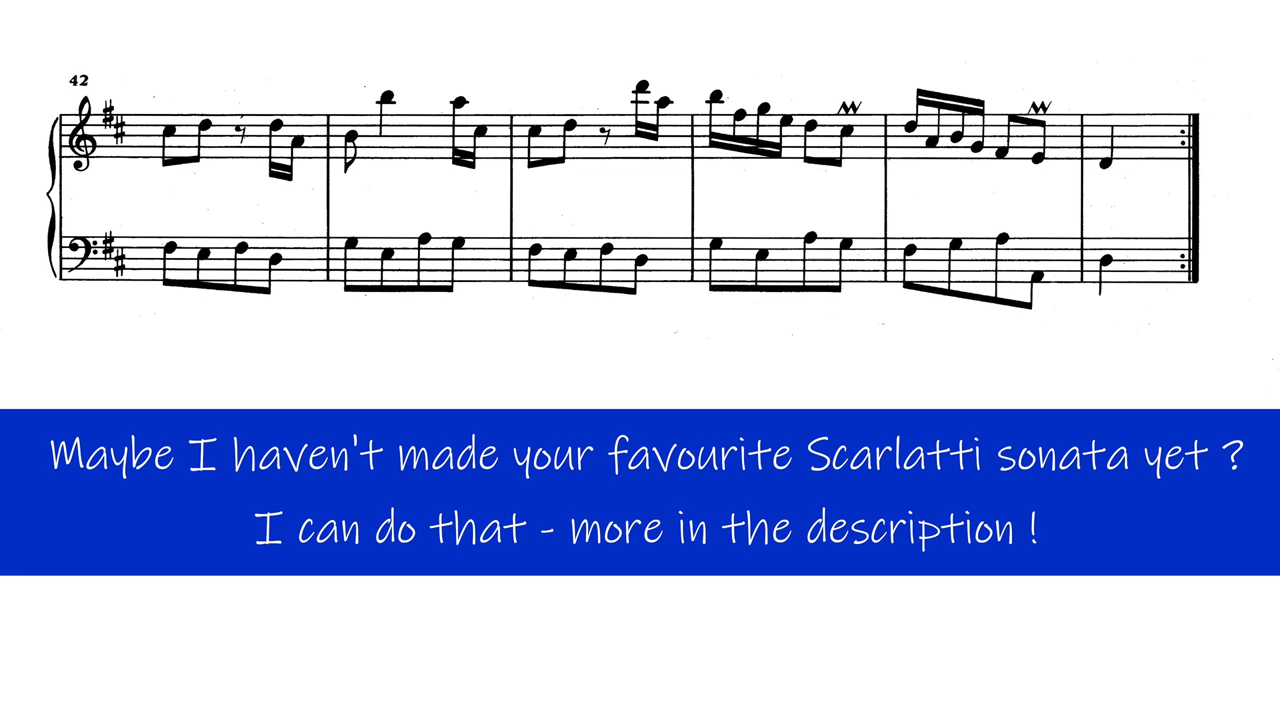 42
Maybe I haven't made your favourite Scarlatti sonata yet ?
I can do that - more in the description !